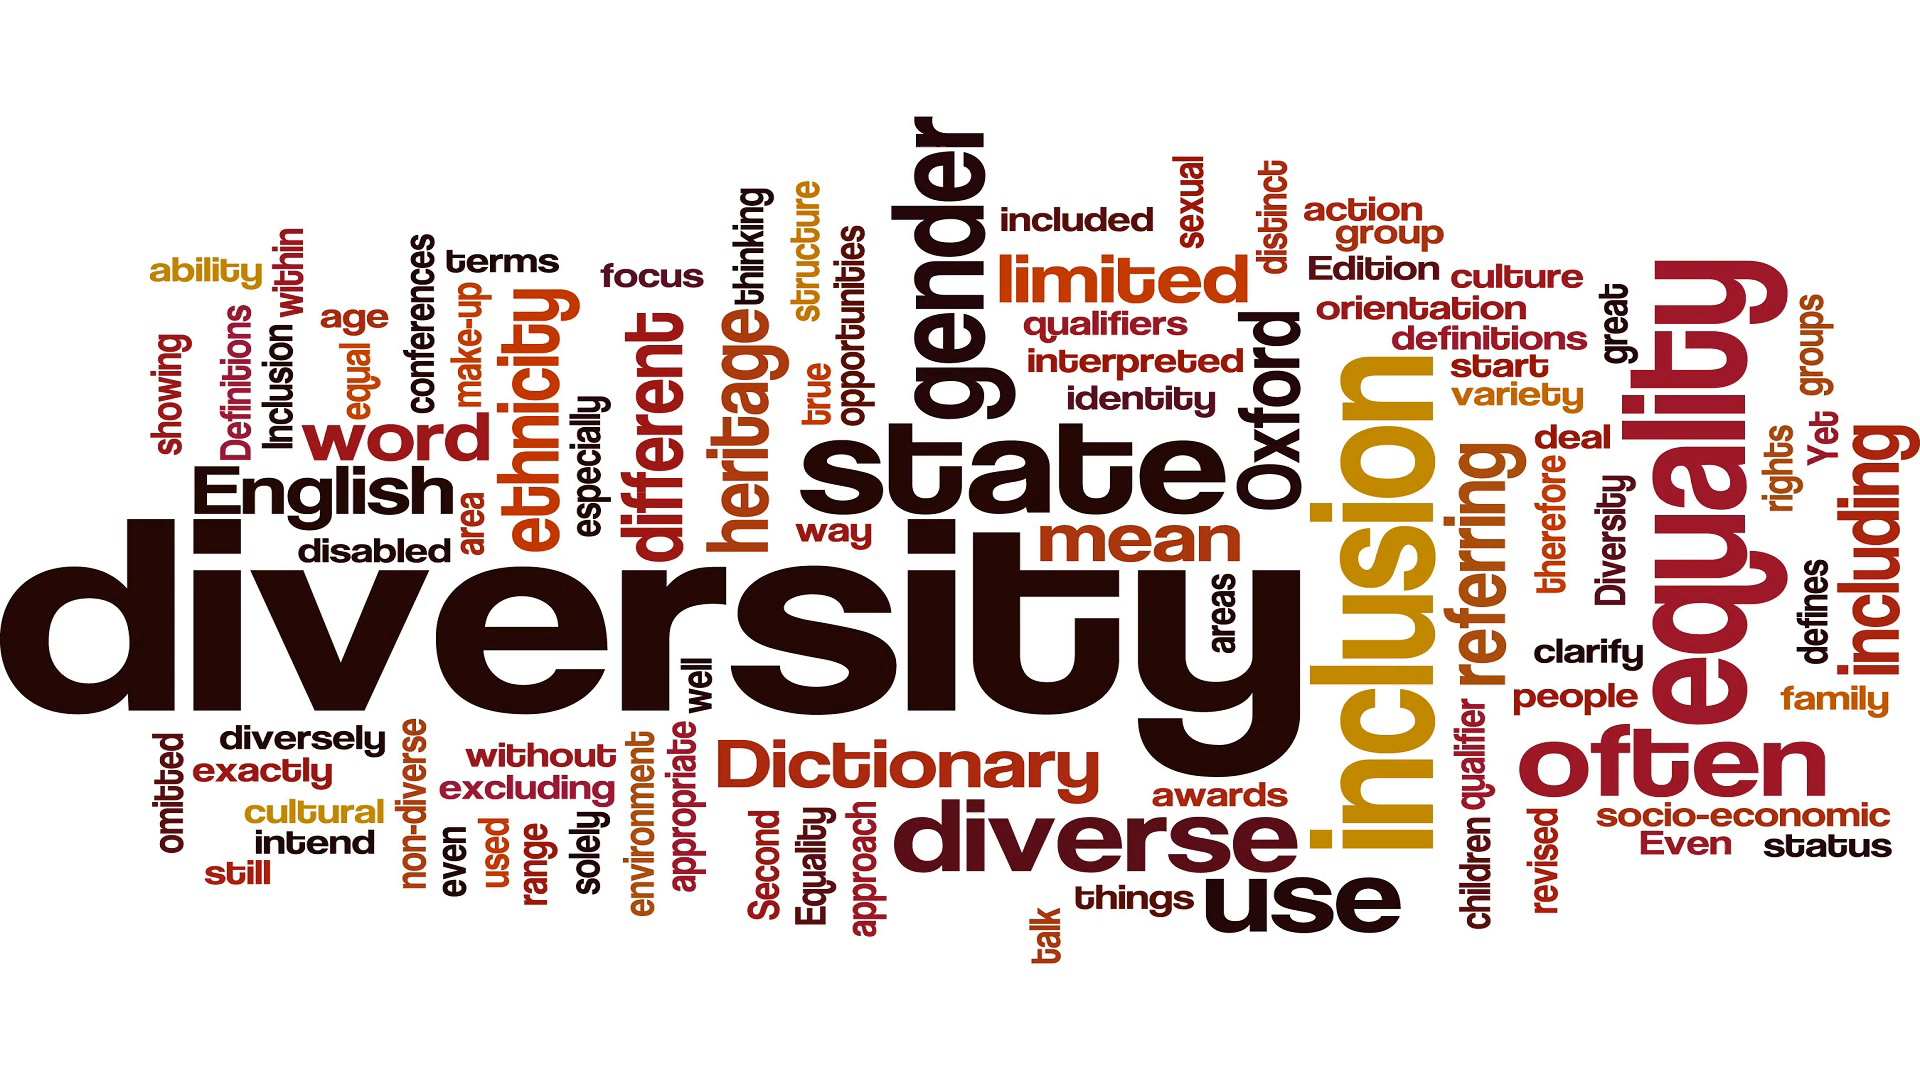 gender
included
sexual
distinct
action
group
limited
Edition
culture
qualifiers
orientation
definitions
interpreted
start
identity
variety
Oxford
great
equality
groups
ability
within
conferences
terms
focus
thinking
structure
opportunities
showing
Definitions
Inclusion
age
equal
make-up
ethnicity
different
heritage
true
word
especially
state
English
area
disabled
way
mean
inclusion
referring
deal
therefore
Diversity
rights
Yet
including
defines
diversity
areas
well
clarify
people
family
omitted
diversely
exactly
cultural
intend
still
non-diverse
without
excluding
even
used
range
solely
environment
appropriate
Dictionary
Second
Equality
approach
awards
diverse
things
talk
use
qualifier
children
revised
often
socio-economic
Even
status